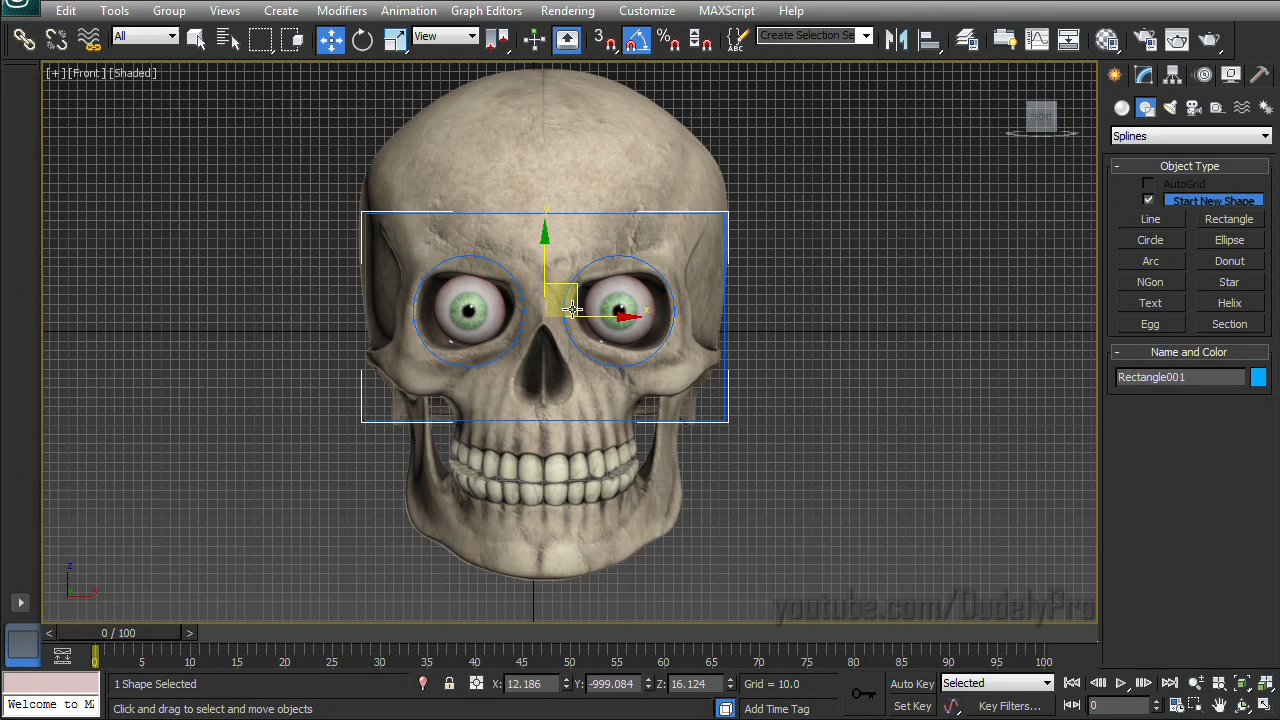 Edit Tools Group Views Create Modifiers Animation Graph Editors Rendering Customize MAXScript Help
All View 3 Create Selection Se
[+][Front][Shaded]
FRONT
Splines
- Object Type
AutoGrid
Start New Shape
Line Rectangle
Circle Ellipse
Arc Donut
NGon Star
Text Helix
Egg Section
- Name and Color
Rectangle001
y
x
z
x
youtube.com/DudelyPro
< 0 / 100 >
0 5 10 15 20 25 30 35 40 45 50 55 60 65 70 75 80 85 90 95 100
1 Shape Selected X: 12.186 Y: -999.084 Z: 16.124 Grid = 10.0 Auto Key Selected
Welcome to M Click and drag to select and move objects Add Time Tag Set Key Key Filters... 0